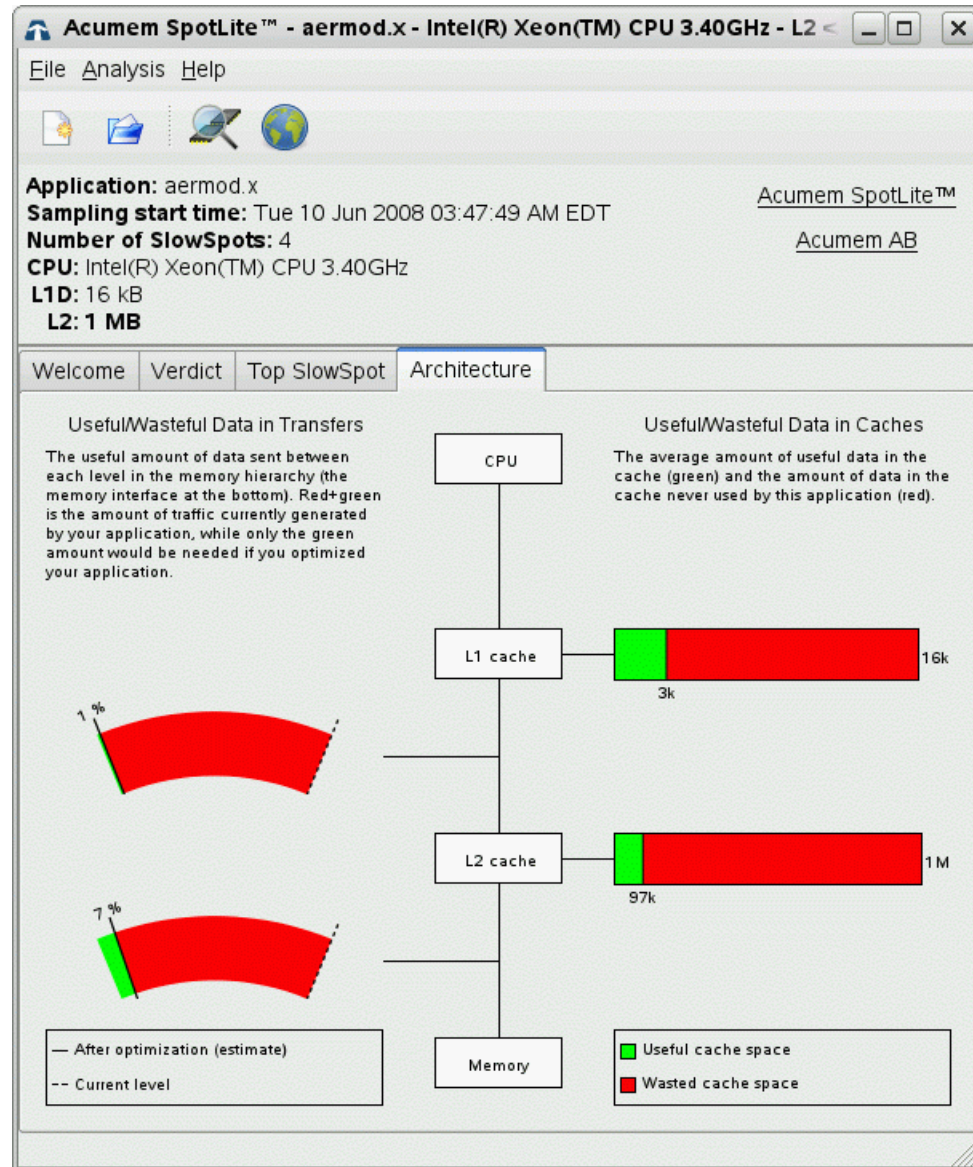 Acumem SpotLite™ - aermod.x - Intel(R) Xeon(TM) CPU 3.40GHz - L2 <
File Analysis Help
Application: aermod.x
Sampling start time: Tue 10 Jun 2008 03:47:49 AM EDT
Number of SlowSpots: 4
CPU: Intel(R) Xeon(TM) CPU 3.40GHz
L1D: 16 kB
L2: 1 MB
Acumem SpotLite™
Acumem AB
Welcome Verdict Top SlowSpot Architecture
Useful/Wasteful Data in Transfers
The useful amount of data sent between
each level in the memory hierarchy (the
memory interface at the bottom). Red+green
is the amount of traffic currently generated
by your application, while only the green
amount would be needed if you optimized
your application.
CPU
Useful/Wasteful Data in Caches
The average amount of useful data in the
cache (green) and the amount of data in the
cache never used by this application (red).
L1 cache
16k
3k
1 %
L2 cache
1M
97k
7 %
— After optimization (estimate)
-- Current level
Memory
Useful cache space
Wasted cache space